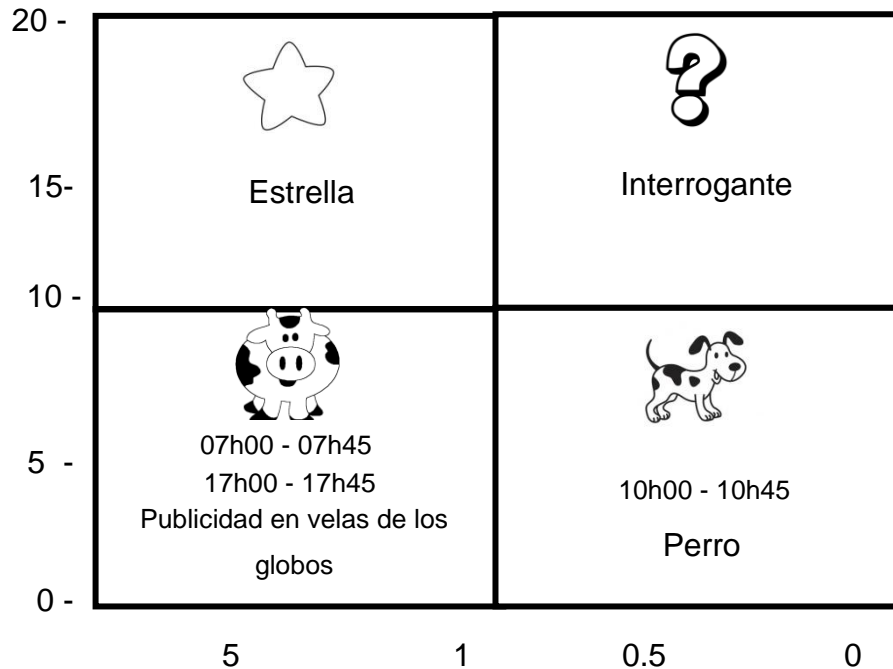 20 -
Estrella
Interrogante
15-
10 -
07h00 - 07h45
17h00 - 17h45
Publicidad en velas de los
globos
10h00 - 10h45
Perro
5 -
0 -
5 1 0.5 0